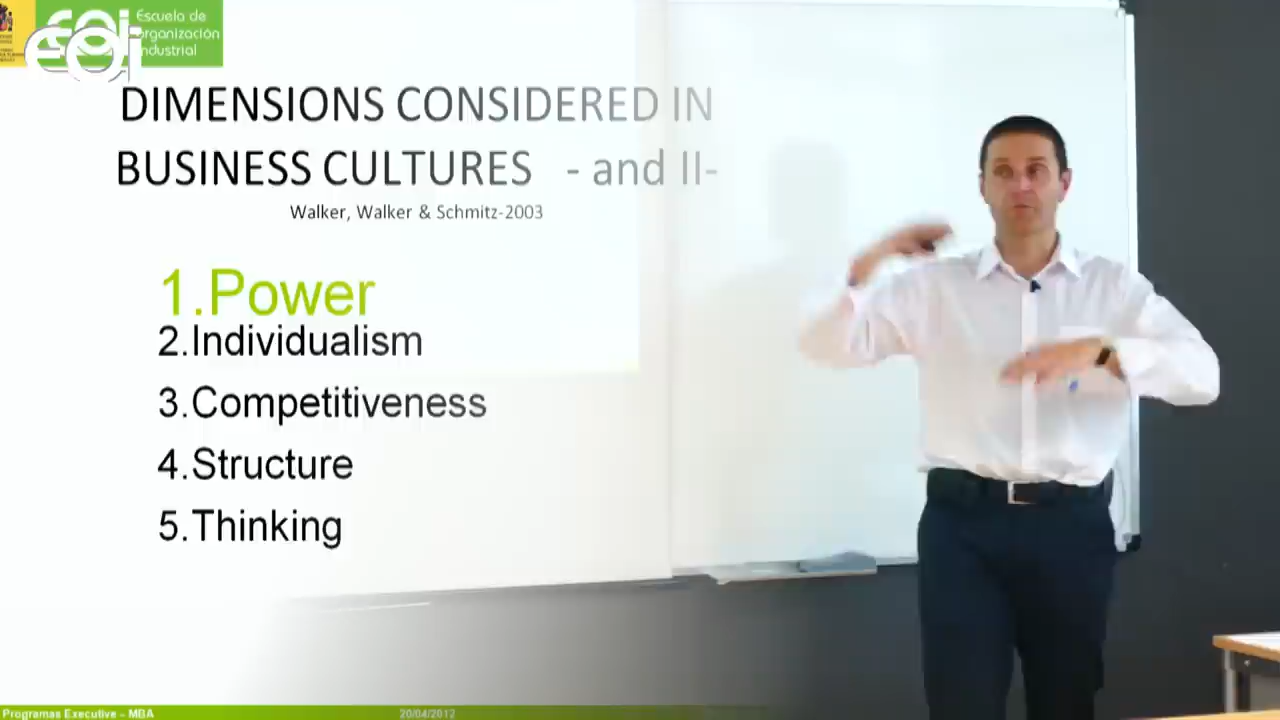 Escuela de
organización
industrial
eoi
DIMENSIONS CONSIDERED IN
BUSINESS CULTURES - and II-
Walker, Walker & Schmitz-2003
1.Power
2.Individualism
3.Competitiveness
4.Structure
5.Thinking
Programas Executive – MBA
20/04/2012